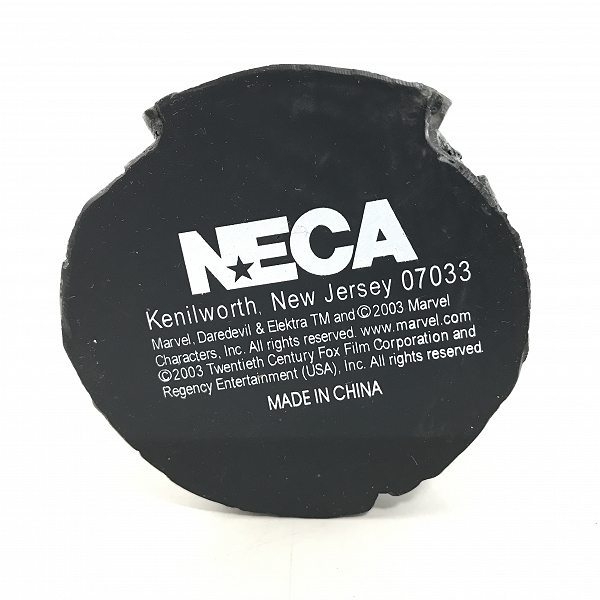 NECA
Kenilworth, New Jersey 07033
Marvel, Daredevil & Elektra TM and ©2003 Marvel
Characters, Inc. All rights reserved. www.marvel.com
©2003 Twentieth Century Fox Film Corporation and
Regency Entertainment (USA), Inc. All rights reserved.
MADE IN CHINA